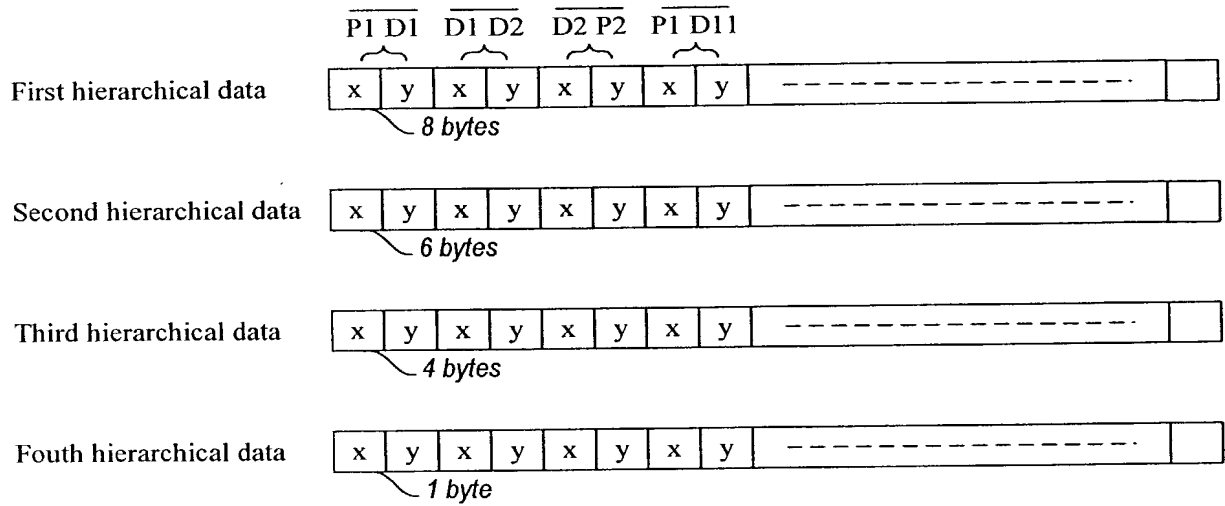 P1 D1 D1 D2 D2 P2 P1 D11
First hierarchical data x y x y x y x y
8 bytes
Second hierarchical data x y x y x y x y
6 bytes
Third hierarchical data x y x y x y x y
4 bytes
Fouth hierarchical data x y x y x y x y
1 byte